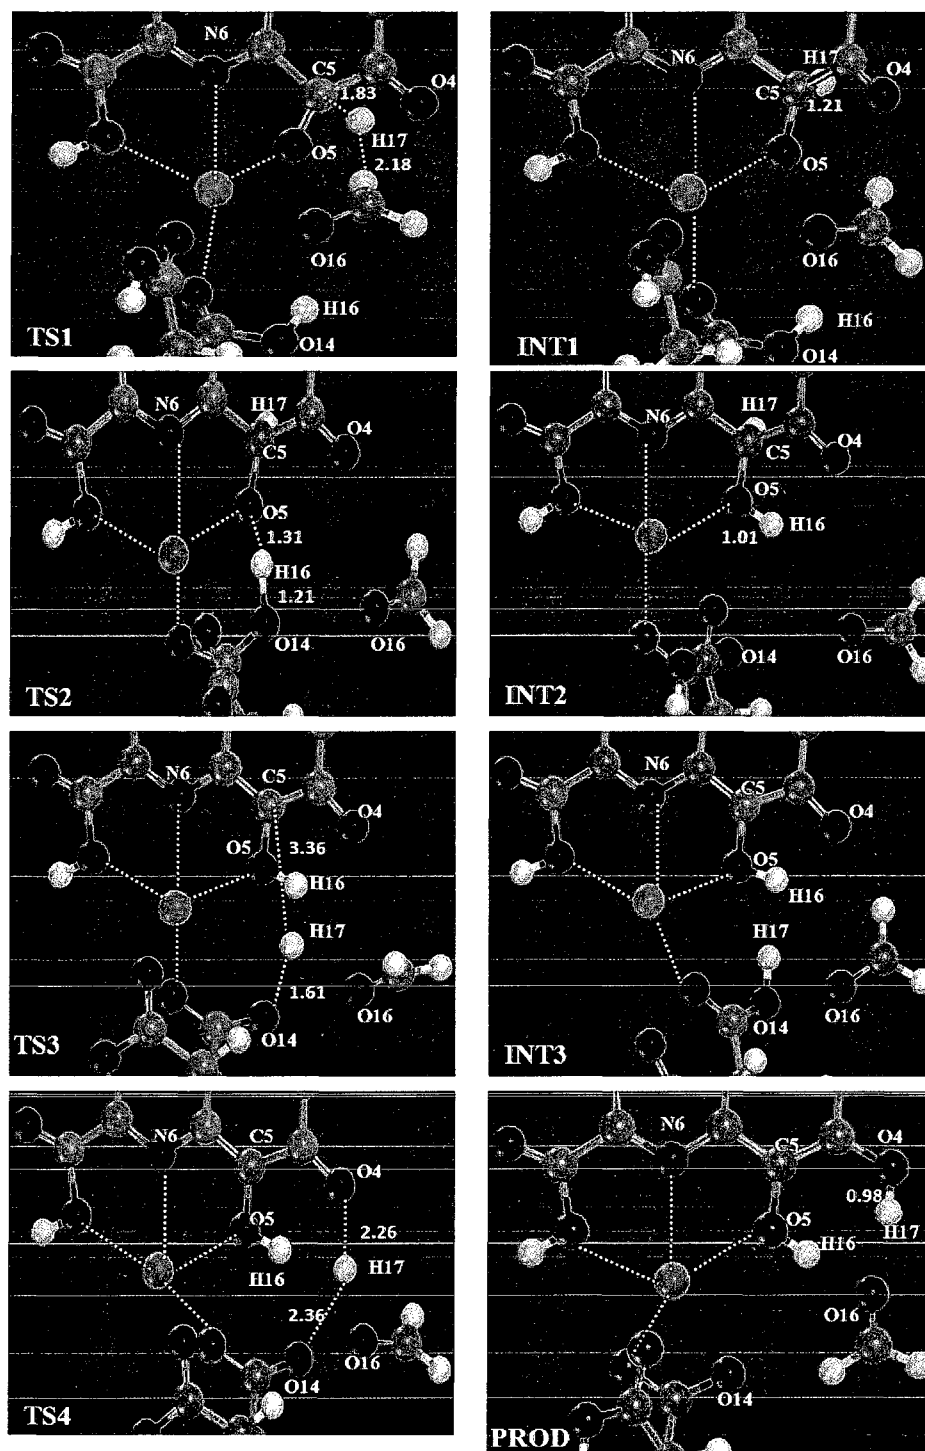 N6
C5
O4
1.83
H17
O5
2.18
O16
H16
O14
TS1
N6
H17
C5
O4
1.21
O5
O16
H16
O14
INT1
N6
H17
O4
C5
O5
1.31
H16
1.21
O14
O16
TS2
N6
H17
O4
C5
O5
H16
1.01
O14
O16
INT2
N6
C5
O4
O5
3.36
H16
H17
1.61
O16
O14
TS3
N6
C5
O4
O5
H16
H17
O14
O16
INT3
N6
C5
O4
O5
2.26
H16
H17
2.36
O16
O14
TS4
N6
C5
O4
0.98
O5
H16
H17
O16
O14
PROD